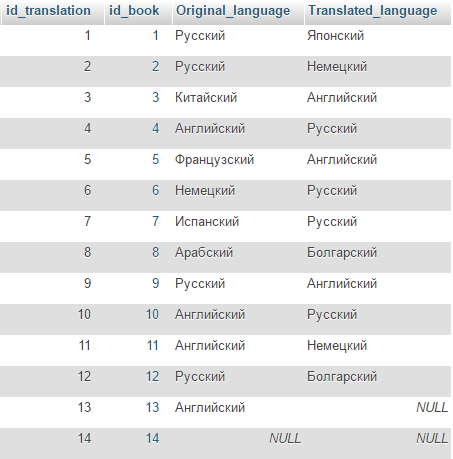 id_translation id_book Original_language Translated_language
1 1 Русский Японский
2 2 Русский Немецкий
3 3 Китайский Английский
4 4 Английский Русский
5 5 Французский Английский
6 6 Немецкий Русский
7 7 Испанский Русский
8 8 Арабский Болгарский
9 9 Русский Английский
10 10 Английский Русский
11 11 Английский Немецкий
12 12 Русский Болгарский
13 13 Английский NULL
14 14 NULL NULL